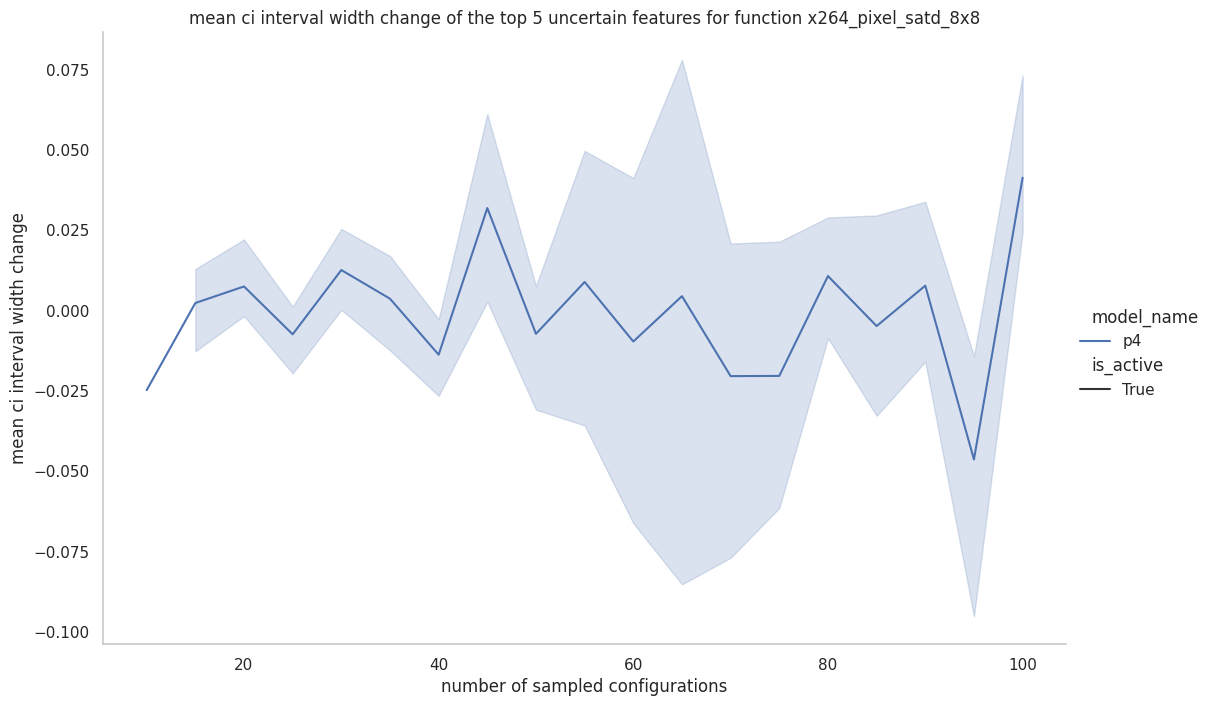 mean ci interval width change of the top 5 uncertain features for function x264_pixel_satd_8x8
0.075
0.050
0.025
0.000
−0.025
−0.050
−0.075
−0.100
mean ci interval width change
20
40
60
80
100
number of sampled configurations
model_name
p4
is_active
True